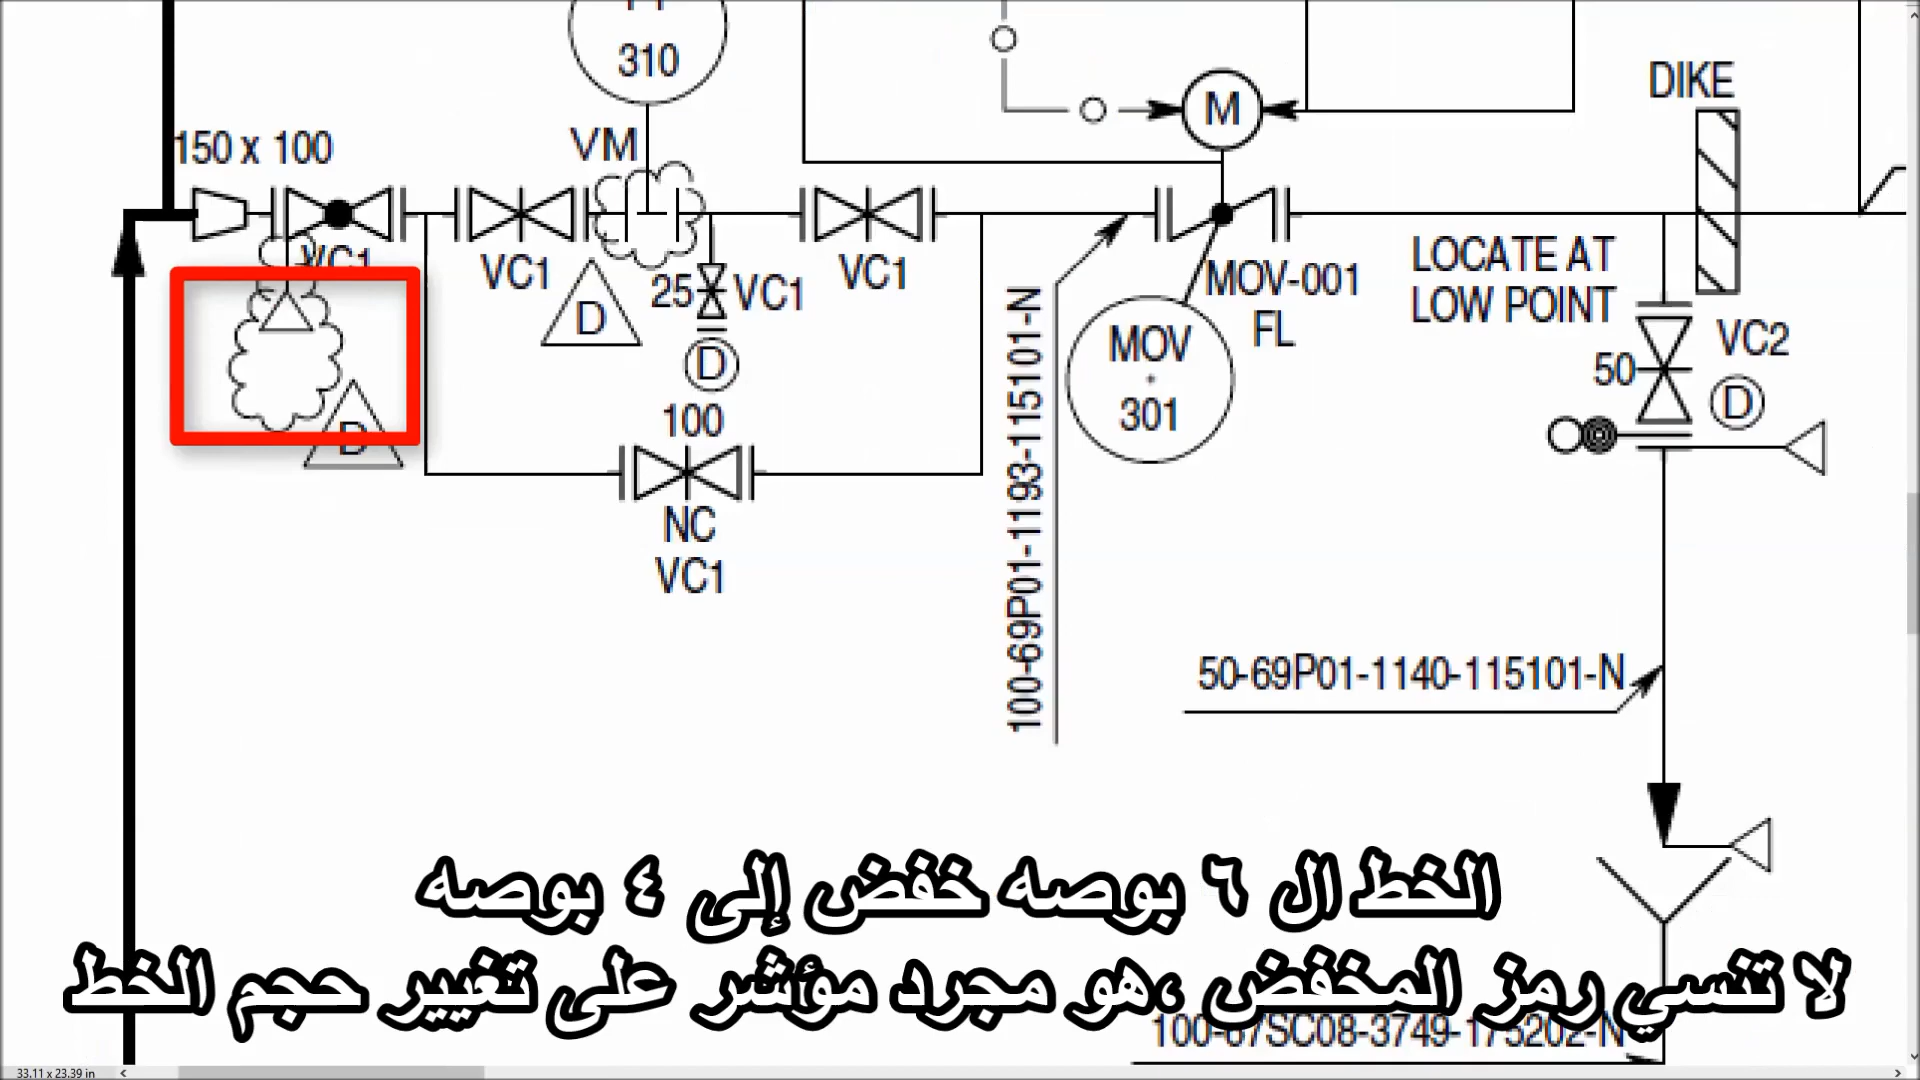 310
DIKE
M
150 x 100
VM
VC1
VC1
D
25
VC1
D
VC1
MOV-001
FL
LOCATE AT
LOW POINT
MOV
301
VC2
50
D
D
100
NC
VC1
100-69P01-1193-115101-N
50-69P01-1140-115101-N
الخط ال ٦ بوصه خفض إلى ٤ بوصه
لا تنسي رمز المخفض ،هو مجرد مؤشر على تغيير حجم الخط
100-67SC08-3749-175202-N
33.11 x 23.39 in